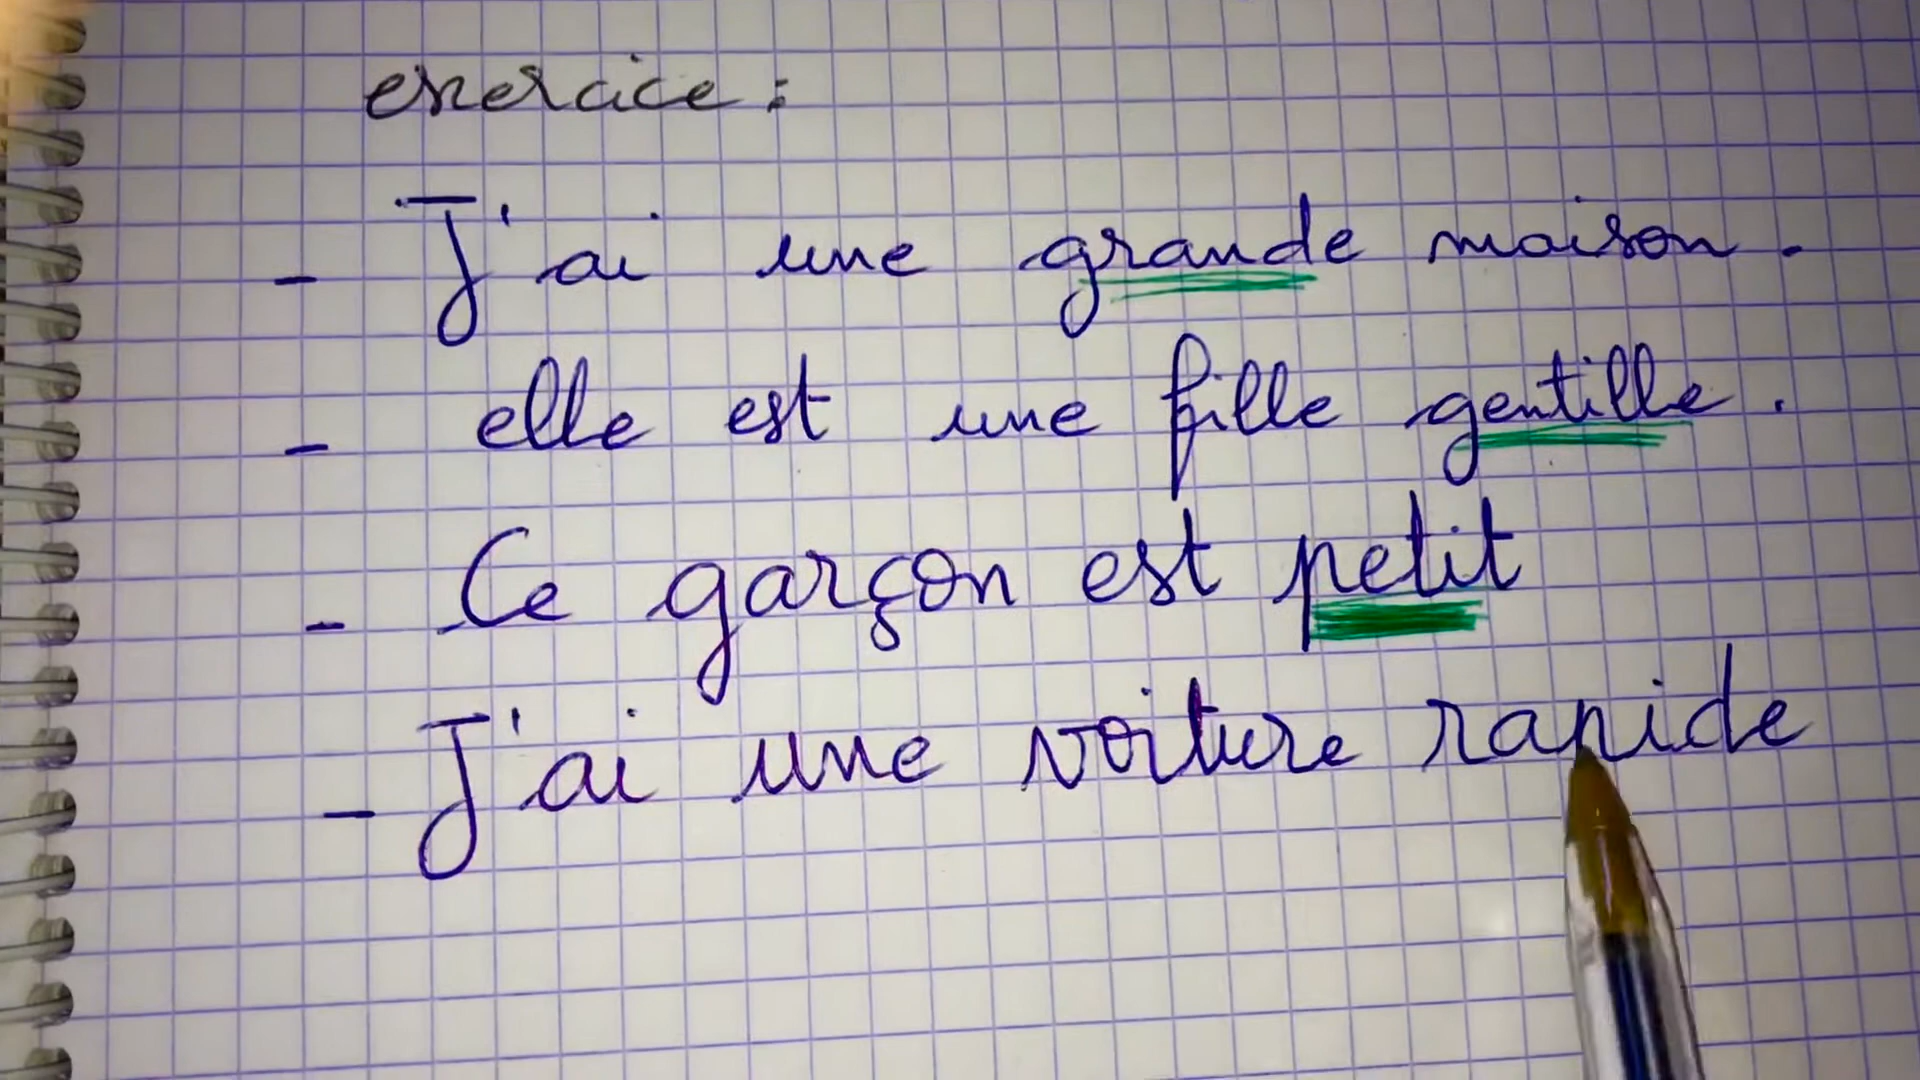 exercice :
- J'ai une grande maison .
- elle est une fille gentille .
- Ce garçon est petit
- J'ai une voiture rapide